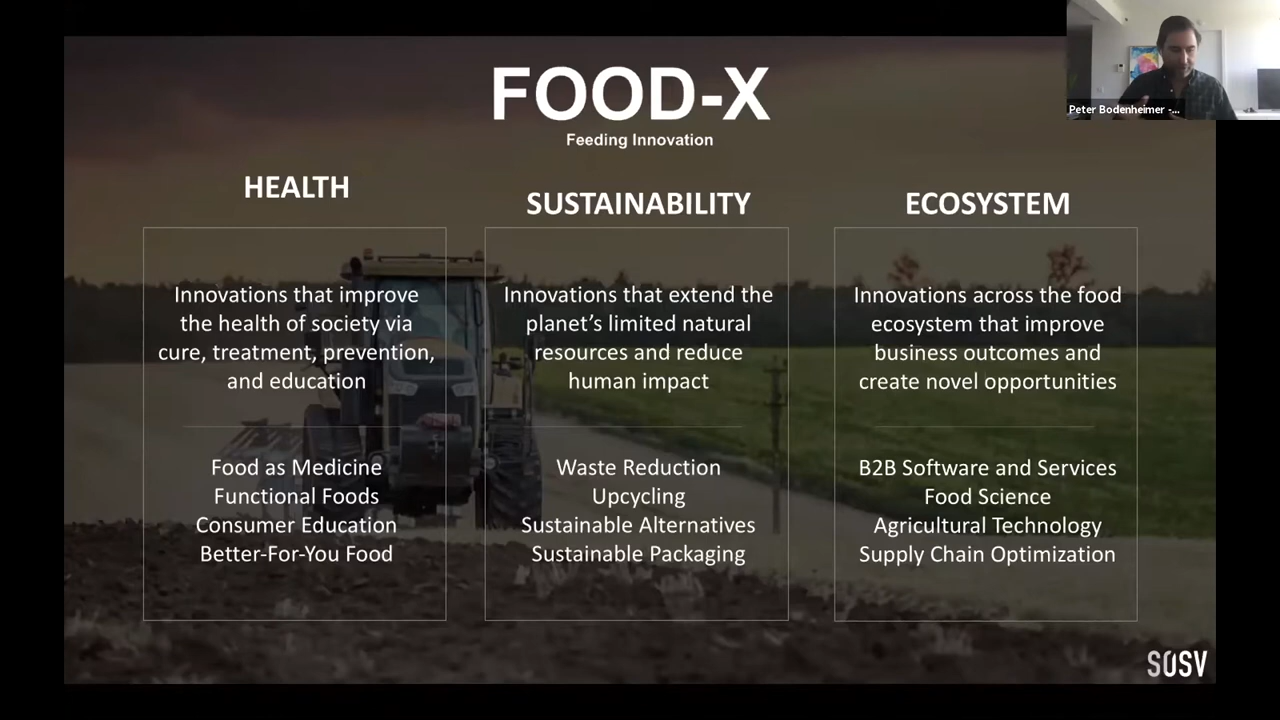 FOOD-X
Feeding Innovation
Peter Bodenheimer -...
HEALTH
Innovations that improve
the health of society via
cure, treatment, prevention,
and education
Food as Medicine
Functional Foods
Consumer Education
Better-For-You Food
SUSTAINABILITY
Innovations that extend the
planet’s limited natural
resources and reduce
human impact
Waste Reduction
Upcycling
Sustainable Alternatives
Sustainable Packaging
ECOSYSTEM
Innovations across the food
ecosystem that improve
business outcomes and
create novel opportunities
B2B Software and Services
Food Science
Agricultural Technology
Supply Chain Optimization
SOSV